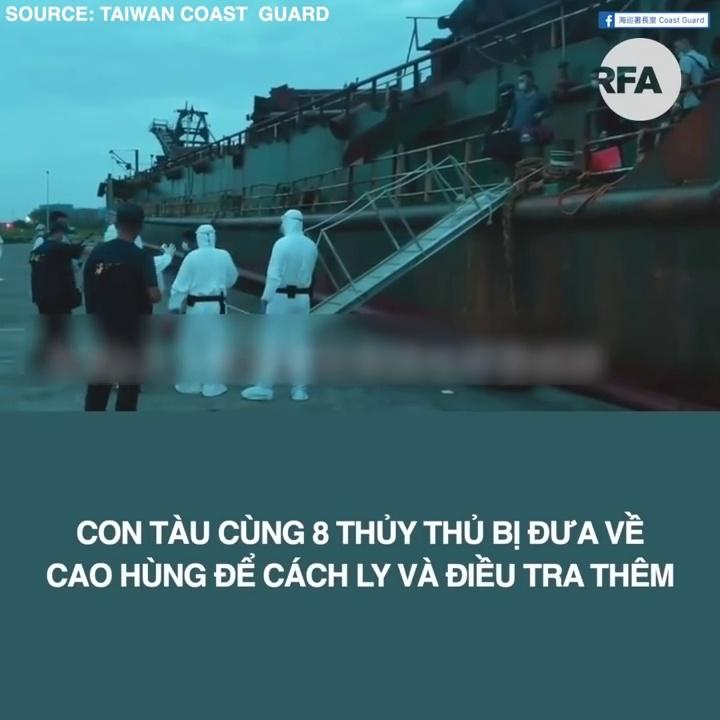 SOURCE: TAIWAN COAST GUARD
海巡署長室 Coast Guard
RFA
CON TÀU CÙNG 8 THỦY THỦ BỊ ĐƯA VỀ
CAO HÙNG ĐỂ CÁCH LY VÀ ĐIỀU TRA THÊM